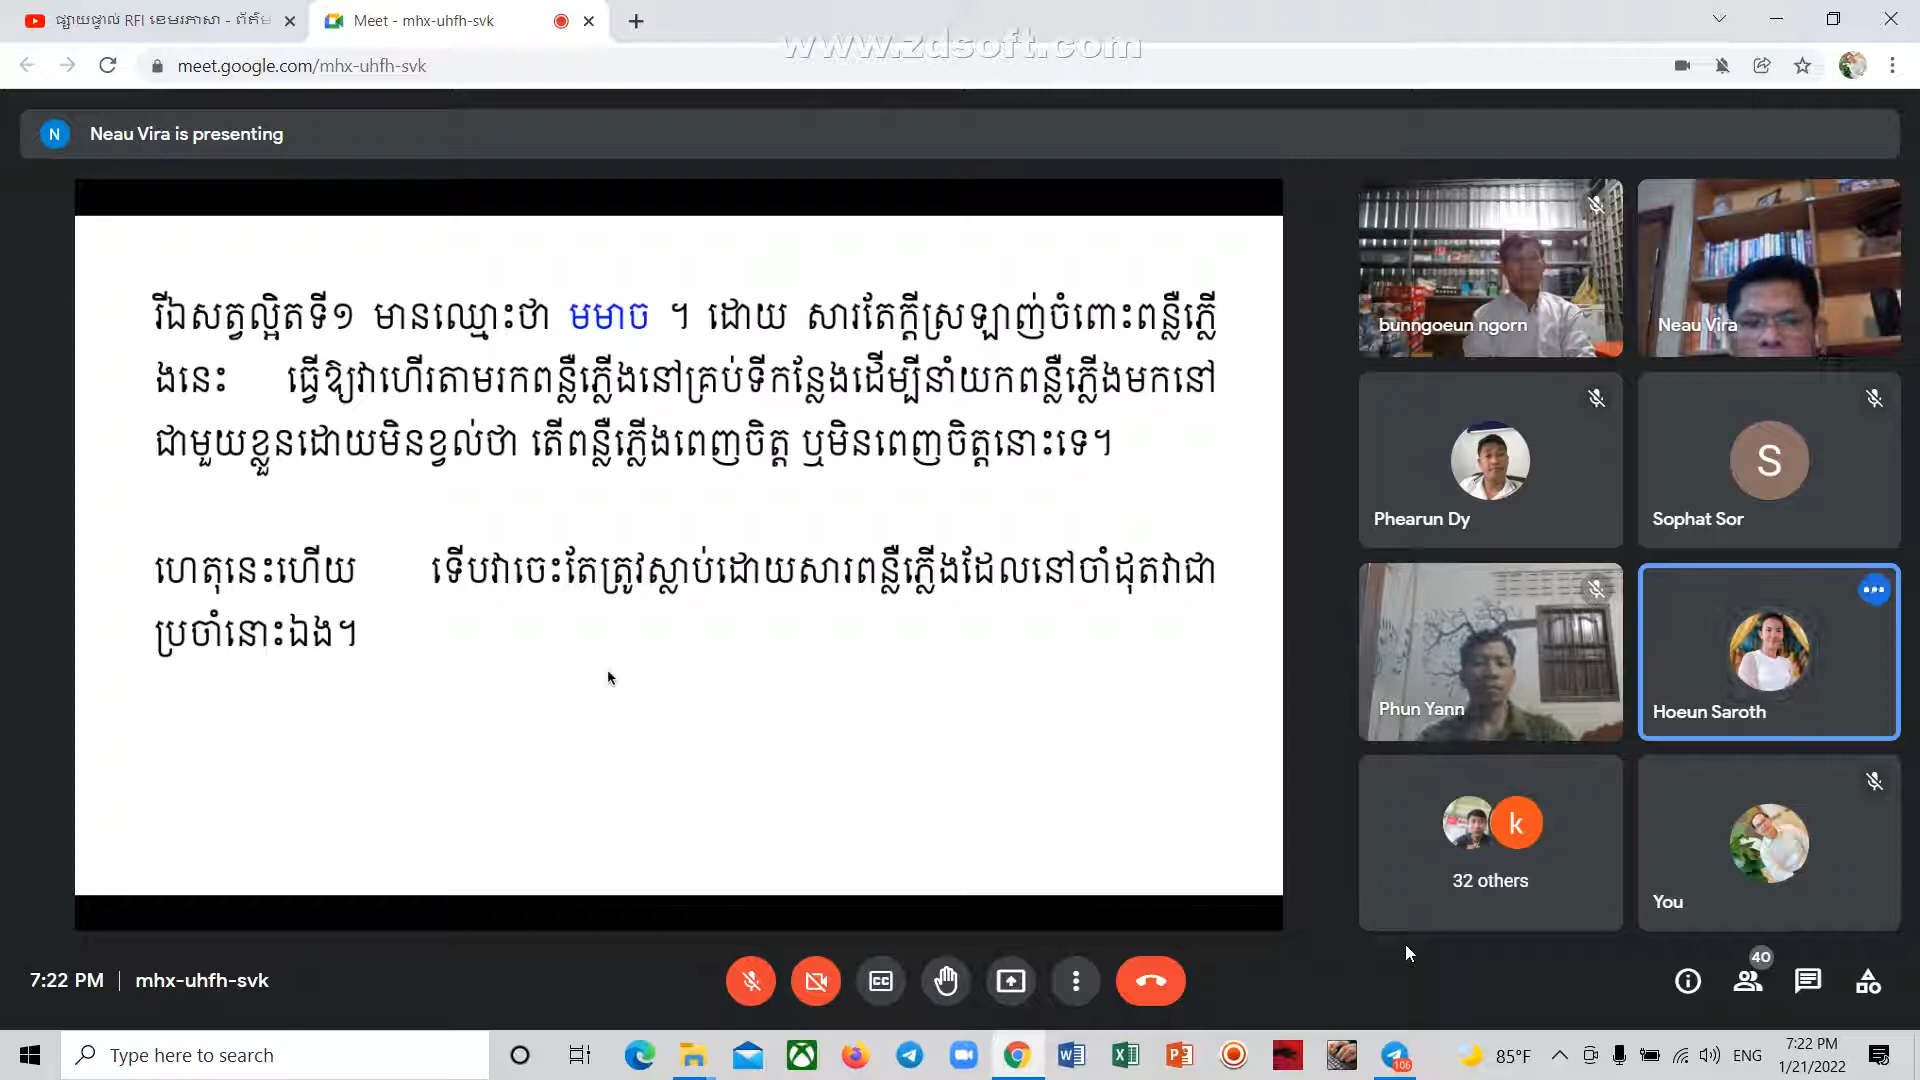 ផ្សាយផ្ទាល់ RFI ខេមរភាសា - ព័ត៌ម
Meet - mhx-uhfh-svk
www.zdsoft.com
meet.google.com/mhx-uhfh-svk
N
Neau Vira is presenting
រីឯសត្វល្អិតទី១ មានឈ្មោះថា មមាច ។ ដោយ សារតែក្តីស្រឡាញ់ចំពោះពន្លឺភ្លើ
ងនេះ ធ្វើឱ្យវាហើរតាមរកពន្លឺភ្លើងនៅគ្រប់ទីកន្លែងដើម្បីនាំយកពន្លឺភ្លើងមកនៅ
ជាមួយខ្លួនដោយមិនខ្វល់ថា តើពន្លឺភ្លើងពេញចិត្ត ឬមិនពេញចិត្តនោះទេ។
ហេតុនេះហើយ ទើបវាចេះតែត្រូវស្លាប់ដោយសារពន្លឺភ្លើងដែលនៅចាំដុតវាជា
ប្រចាំនោះឯង។
bunngoeun ngorn
Neau Vira
Phearun Dy
S
Sophat Sor
Phun Yann
Hoeun Saroth
k
32 others
You
7:22 PM | mhx-uhfh-svk
CC
40
Type here to search
106
85°F
ENG
7:22 PM
1/21/2022